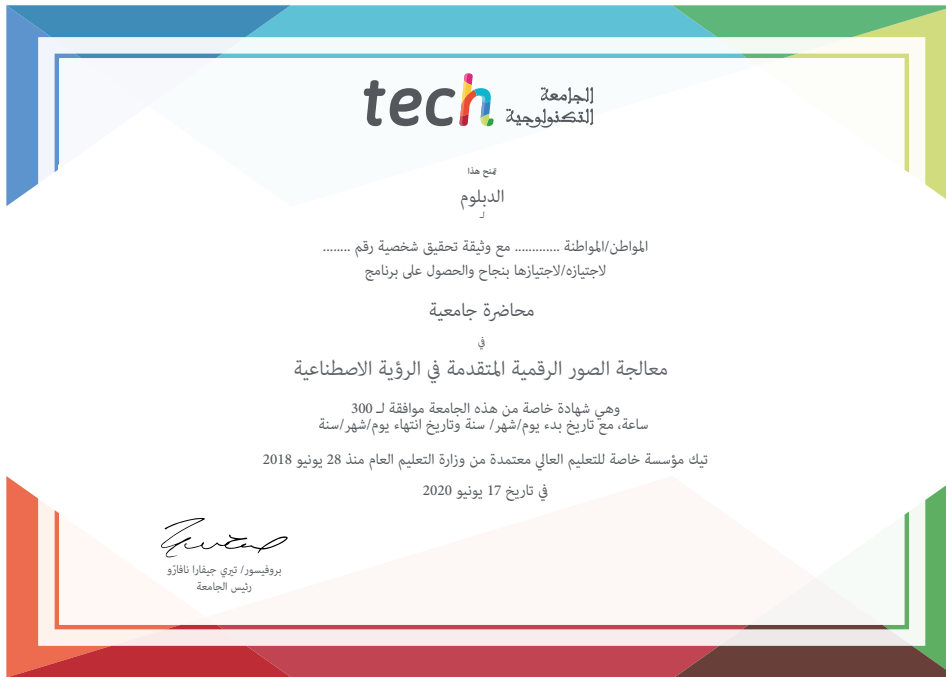 tech الجامعة
التكنولوجية
يمنح هذا
الدبلوم
لـ
المواطن/المواطنة ............. مع وثيقة تحقيق شخصية رقم ........
لاجتيازه/لاجتيازها بنجاح والحصول على برنامج
محاضرة جامعية
في
معالجة الصور الرقمية المتقدمة في الرؤية الاصطناعية
وهي شهادة خاصة من هذه الجامعة موافقة لـ 300
ساعة، مع تاريخ بدء يوم/شهر/ سنة وتاريخ انتهاء يوم/شهر/سنة
تيك مؤسسة خاصة للتعليم العالي معتمدة من وزارة التعليم العام منذ 28 يونيو 2018
في تاريخ 17 يونيو 2020
بروفيسور/ تيري جيفارا نافارّو
رئيس الجامعة